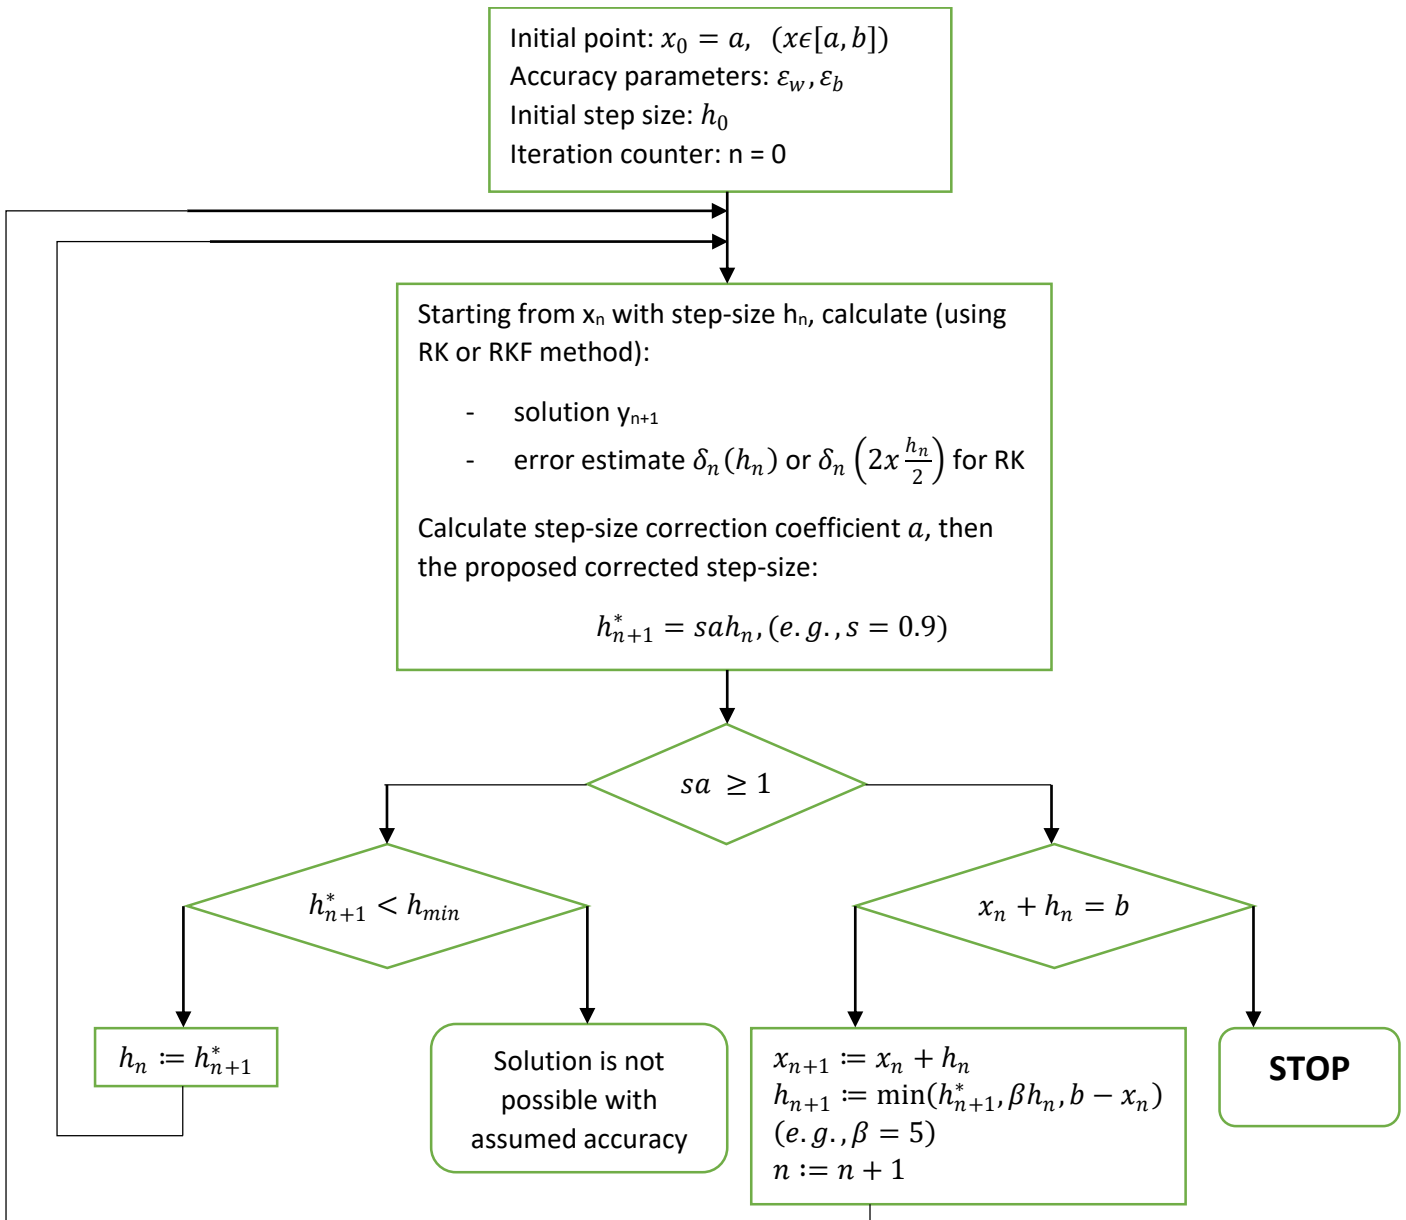 Initial point: x₀ = a, (xϵ[a, b])
Accuracy parameters: ε_w, ε_b
Initial step size: h₀
Iteration counter: n = 0
Starting from xₙ with step-size hₙ, calculate (using
RK or RKF method):
- solution yₙ₊₁
- error estimate δₙ(hₙ) or δₙ(2x hₙ/2) for RK
Calculate step-size correction coefficient a, then
the proposed corrected step-size:
h*ₙ₊₁ = sahₙ, (e.g., s = 0.9)
sa ≥ 1
h*ₙ₊₁ < h_min
xₙ + hₙ = b
hₙ ≔ h*ₙ₊₁
Solution is not
possible with
assumed accuracy
xₙ₊₁ ≔ xₙ + hₙ
hₙ₊₁ ≔ min(h*ₙ₊₁, βhₙ, b − xₙ)
(e.g., β = 5)
n ≔ n + 1
STOP